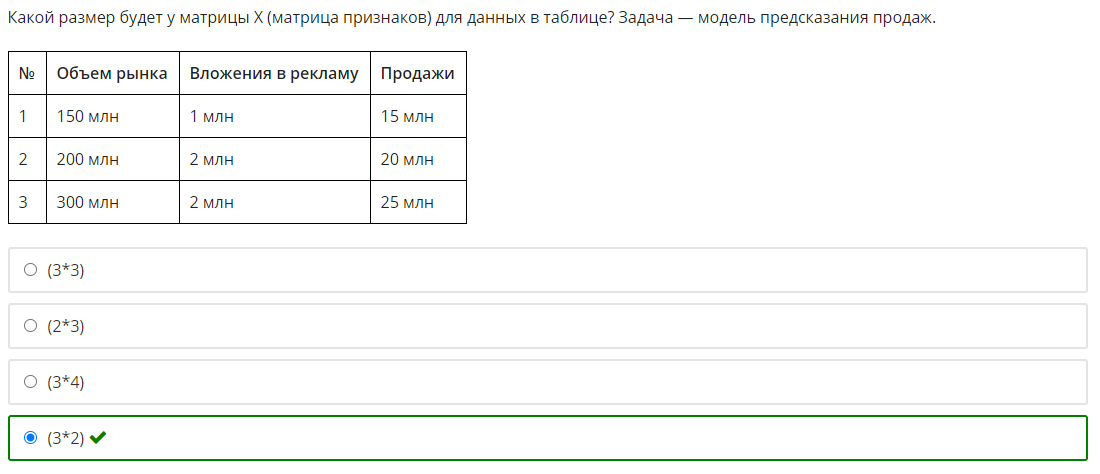 Какой размер будет у матрицы X (матрица признаков) для данных в таблице? Задача — модель предсказания продаж.
№ Объем рынка Вложения в рекламу Продажи
1 150 млн 1 млн 15 млн
2 200 млн 2 млн 20 млн
3 300 млн 2 млн 25 млн
(3*3)
(2*3)
(3*4)
(3*2)